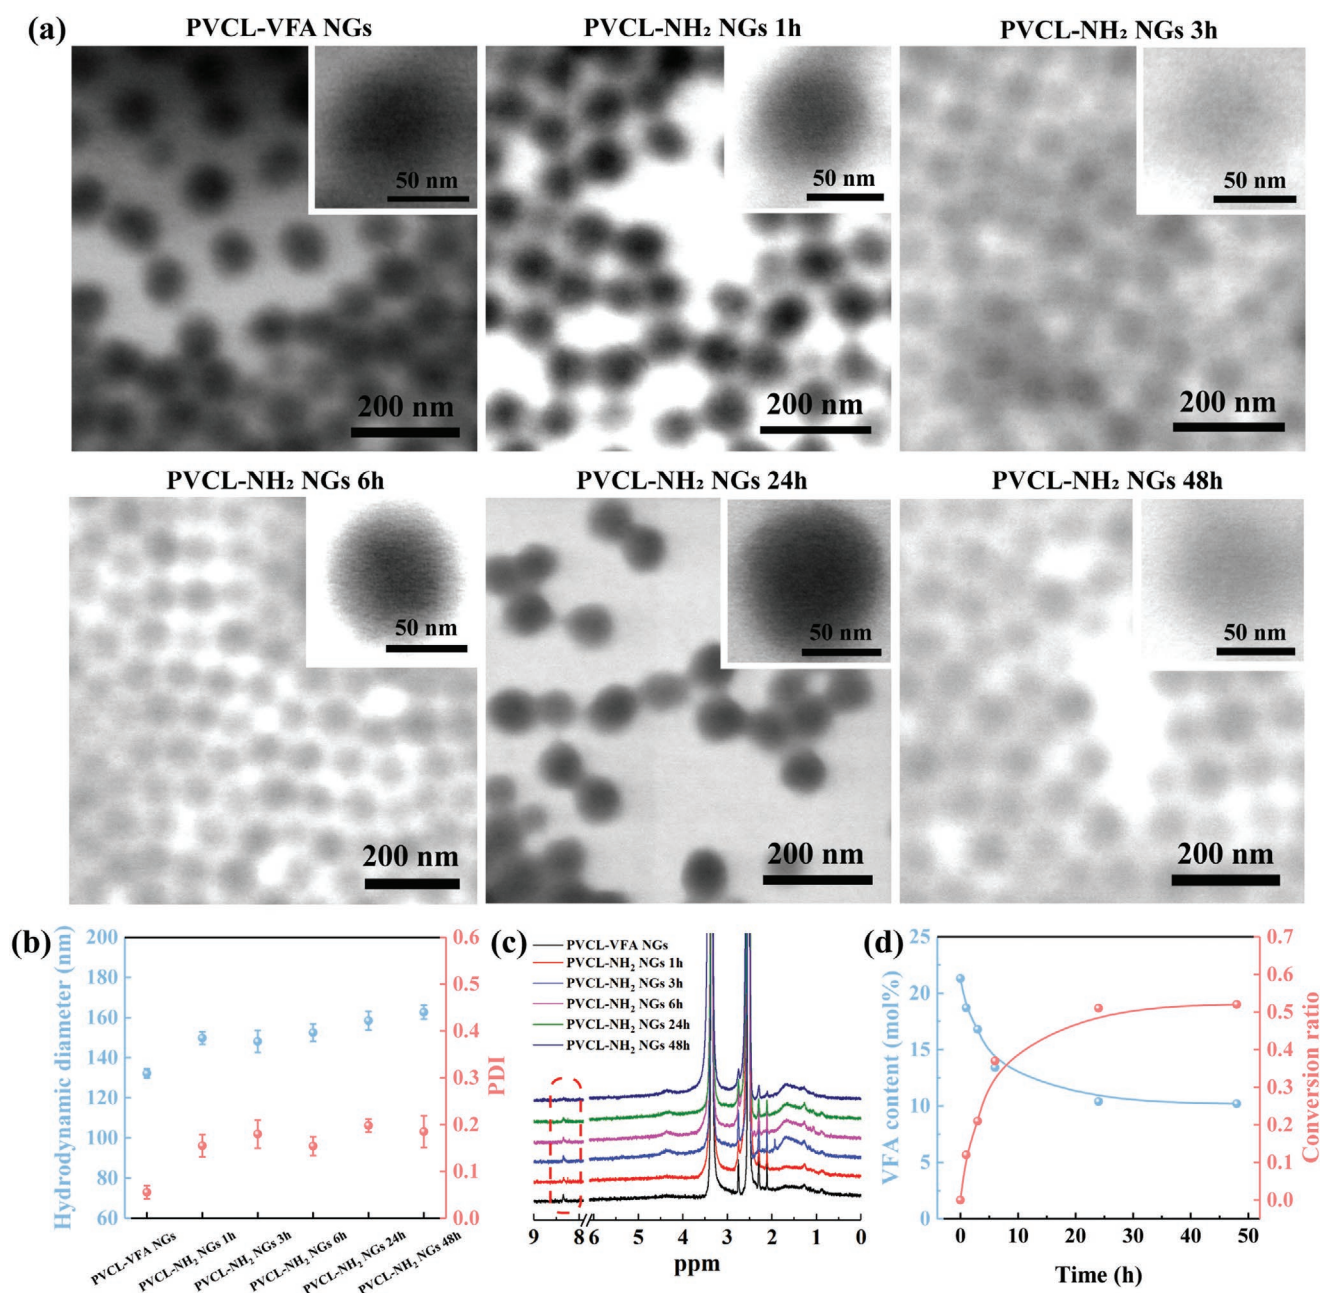 (a)
PVCL-VFA NGs
PVCL-NH₂ NGs 1h
PVCL-NH₂ NGs 3h
50 nm
50 nm
50 nm
200 nm
200 nm
200 nm
PVCL-NH₂ NGs 6h
PVCL-NH₂ NGs 24h
PVCL-NH₂ NGs 48h
50 nm
50 nm
50 nm
200 nm
200 nm
200 nm
(b)
Hydrodynamic diameter (nm)
200
180
160
140
120
100
80
60
0.6
0.5
0.4
0.3
0.2
0.1
0.0
PDI
PVCL-VFA NGs
PVCL-NH₂ NGs 1h
PVCL-NH₂ NGs 3h
PVCL-NH₂ NGs 6h
PVCL-NH₂ NGs 24h
PVCL-NH₂ NGs 48h
(c)
PVCL-VFA NGs
PVCL-NH₂ NGs 1h
PVCL-NH₂ NGs 3h
PVCL-NH₂ NGs 6h
PVCL-NH₂ NGs 24h
PVCL-NH₂ NGs 48h
9 8 6 5 4 3 2 1 0
ppm
(d)
VFA content (mol%)
25
20
15
10
5
0
0.7
0.6
0.5
0.4
0.3
0.2
0.1
0.0
Conversion ratio
0 10 20 30 40 50
Time (h)